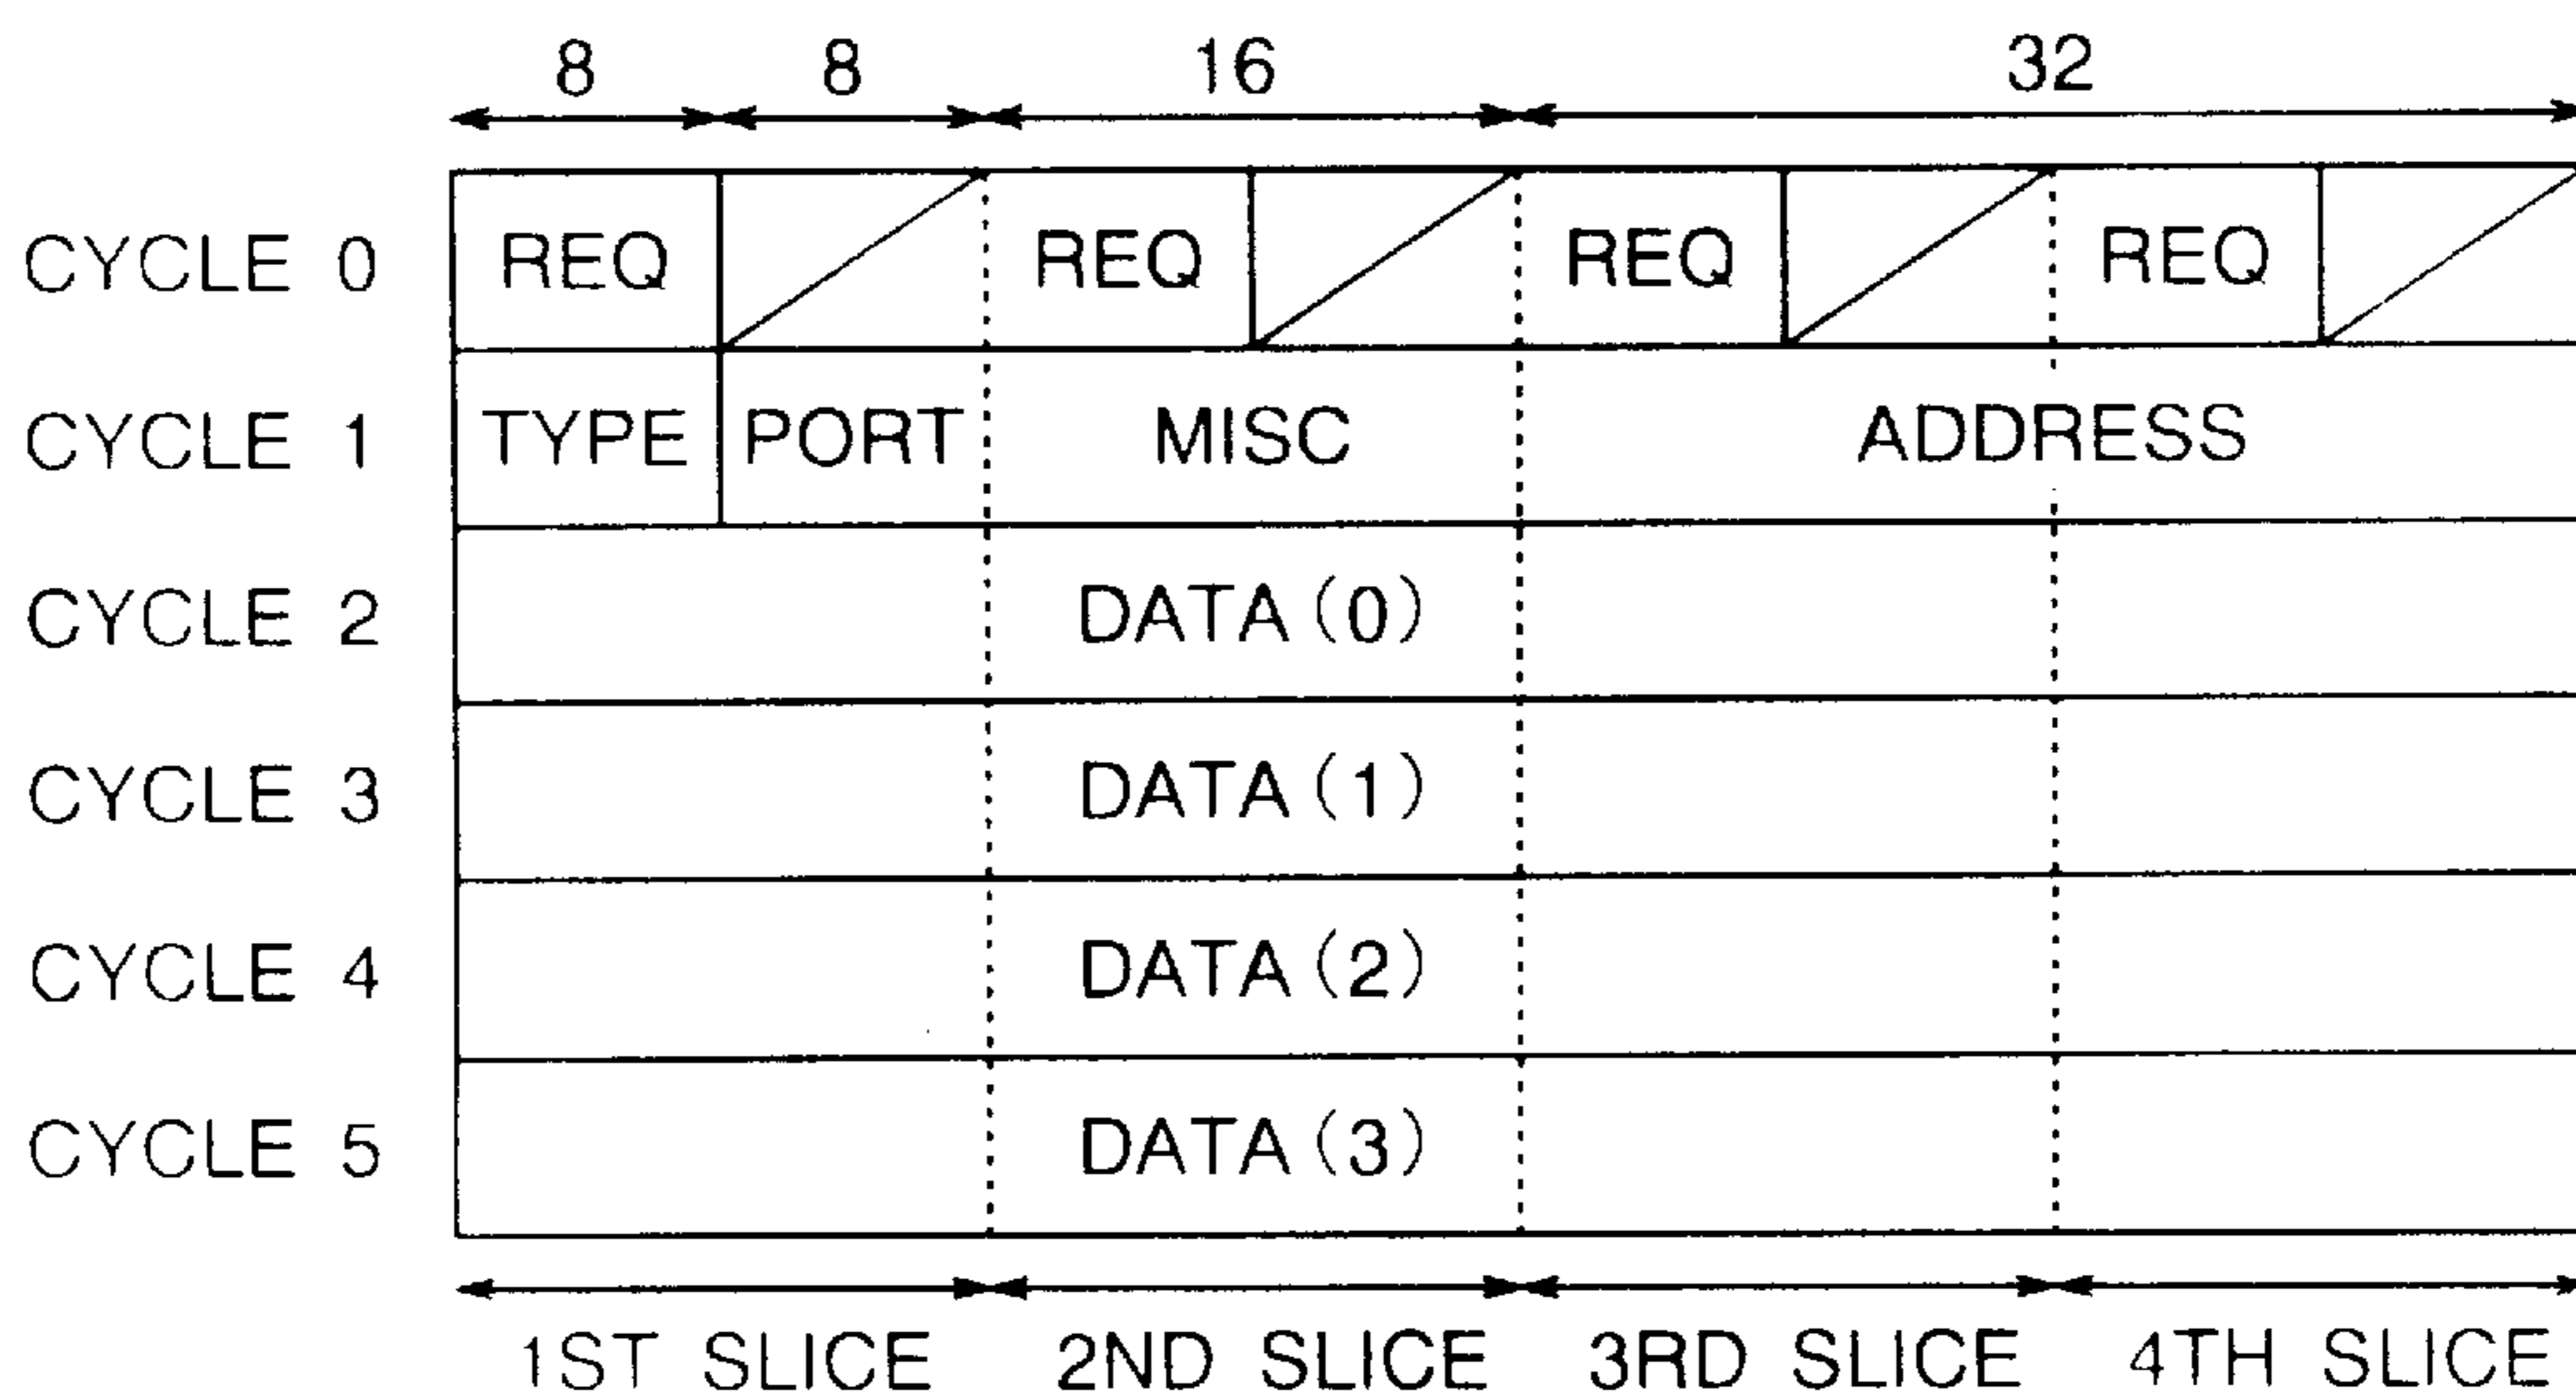 8 8 16 32
CYCLE 0 REQ REQ REQ REQ
CYCLE 1 TYPE PORT MISC ADDRESS
CYCLE 2 DATA(0)
CYCLE 3 DATA(1)
CYCLE 4 DATA(2)
CYCLE 5 DATA(3)
1ST SLICE 2ND SLICE 3RD SLICE 4TH SLICE